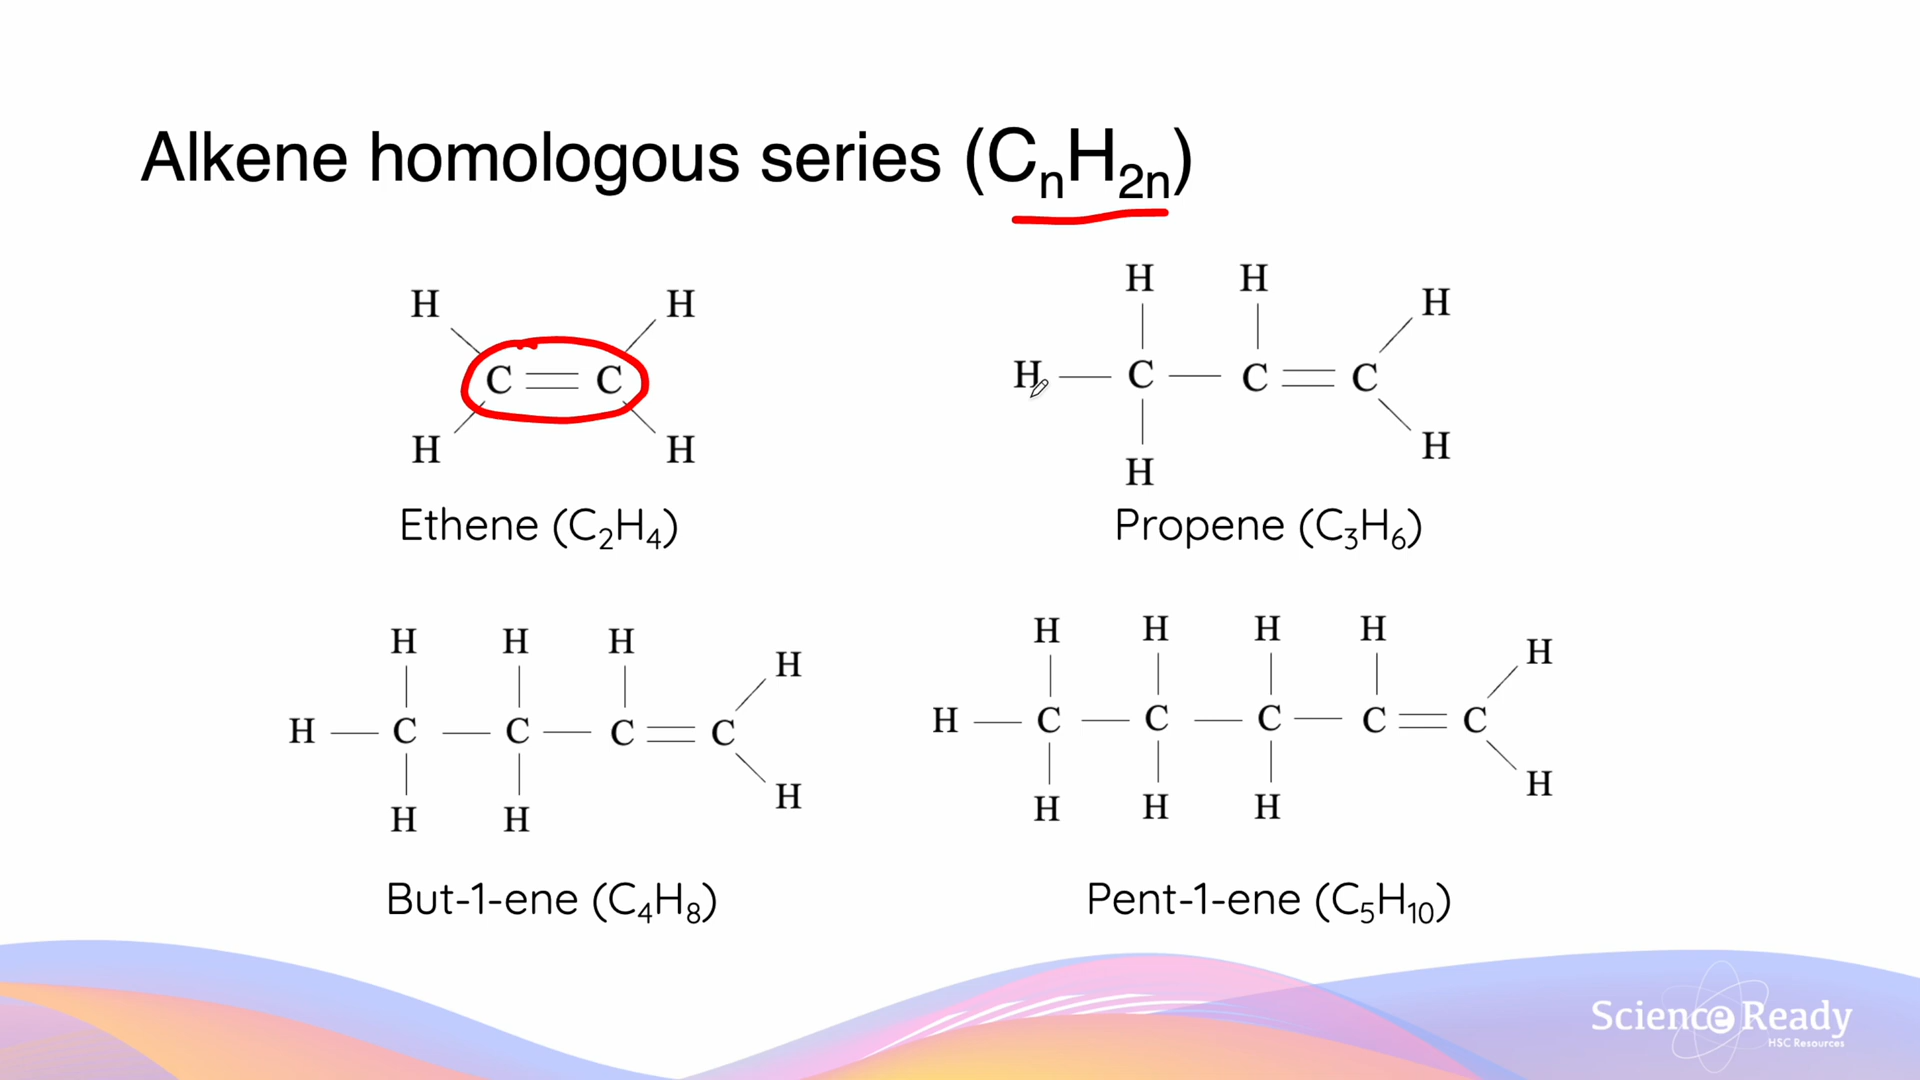 Alkene homologous series (CₙH₂ₙ)
H H
C C
H H
Ethene (C₂H₄)
H H H
H C C C
H H
Propene (C₃H₆)
H H H H
H C C C C
H H H
But-1-ene (C₄H₈)
H H H H H
H C C C C C
H H H H
Pent-1-ene (C₅H₁₀)
Science Ready
HSC Resources